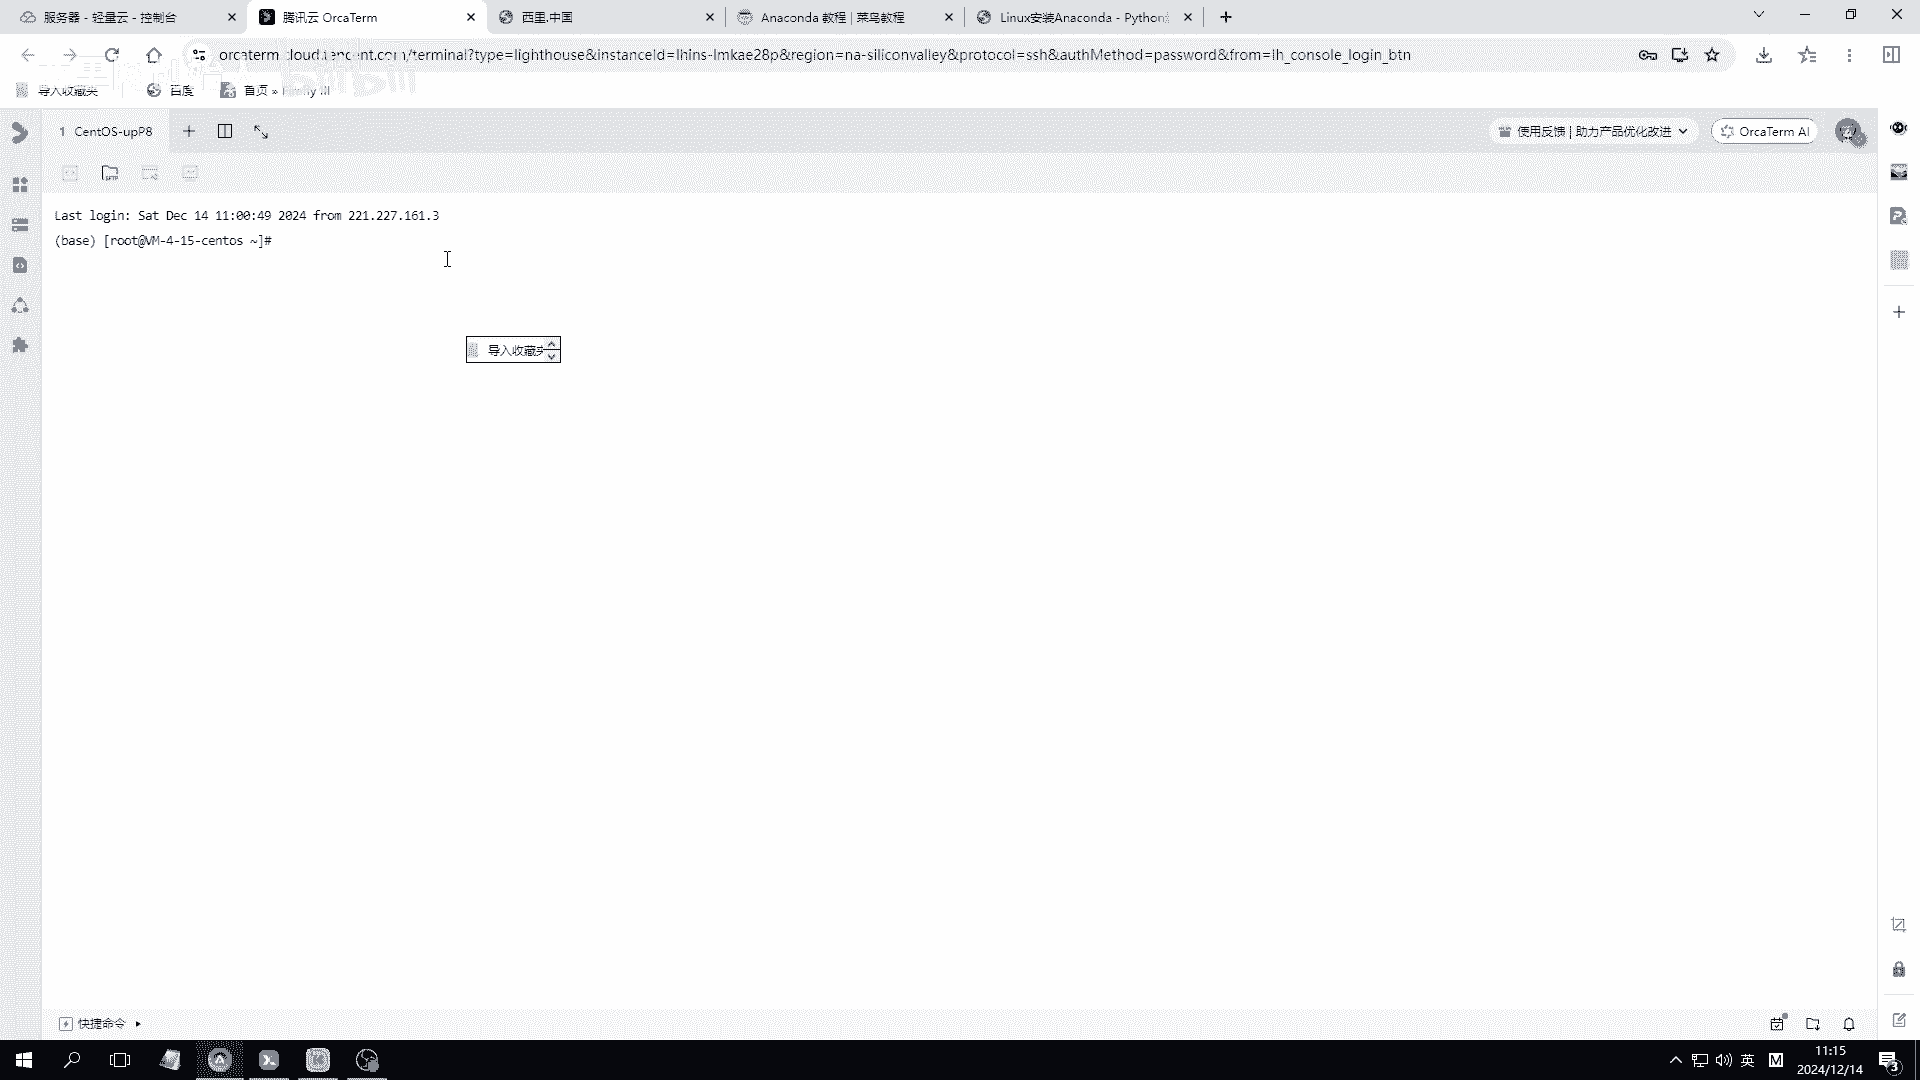 服务器 - 轻量云 - 控制台
腾讯云 OrcaTerm
西里.中国
Anaconda 教程 | 菜鸟教程
Linux安装Anaconda - Python
orcaterm.cloud.tencent.com/terminal?type=lighthouse&instanceId=lhins-lmkae28p&region=na-siliconvalley&protocol=ssh&authMethod=password&from=lh_console_login_btn
导入收藏夹
百度
首页 »
1 CentOS-upP8
使用反馈 | 助力产品优化改进
OrcaTerm AI
SFTP
Last login: Sat Dec 14 11:00:49 2024 from 221.227.161.3
(base) [root@VM-4-15-centos ~]#
导入收藏夹
快捷命令
英
M
11:15
2024/12/14
3